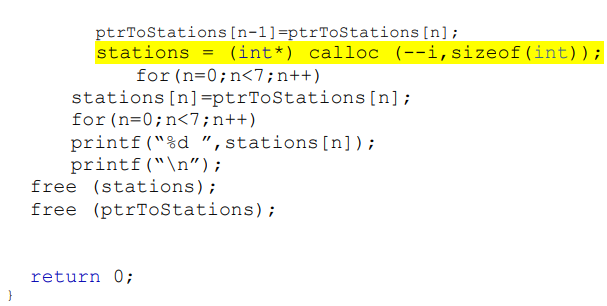 ptrToStations[n-1]=ptrToStations[n];
stations = (int*) calloc (--i,sizeof(int));
for(n=0;n<7;n++)
stations[n]=ptrToStations[n];
for(n=0;n<7;n++)
printf(“%d ”,stations[n]);
printf(“\n”);
free (stations);
free (ptrToStations);
return 0;
}